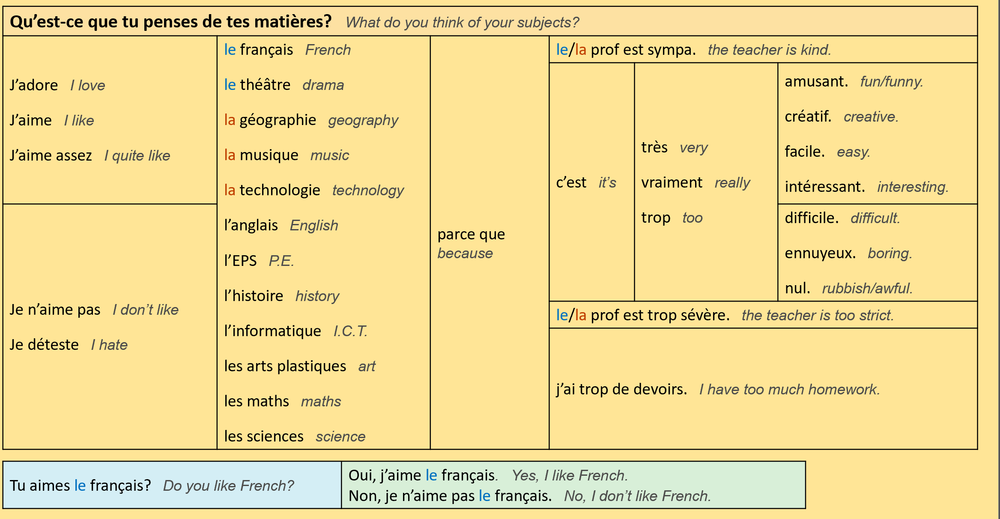 Qu’est-ce que tu penses de tes matières? What do you think of your subjects?
J’adore I love
J’aime I like
J’aime assez I quite like
Je n’aime pas I don’t like
Je déteste I hate
le français French
le théâtre drama
la géographie geography
la musique music
la technologie technology
l’anglais English
l’EPS P.E.
l’histoire history
l’informatique I.C.T.
les arts plastiques art
les maths maths
les sciences science
parce que
because
le/la prof est sympa. the teacher is kind.
c’est it’s
très very
vraiment really
trop too
amusant. fun/funny.
créatif. creative.
facile. easy.
intéressant. interesting.
difficile. difficult.
ennuyeux. boring.
nul. rubbish/awful.
le/la prof est trop sévère. the teacher is too strict.
j’ai trop de devoirs. I have too much homework.
Tu aimes le français? Do you like French?
Oui, j’aime le français. Yes, I like French.
Non, je n’aime pas le français. No, I don’t like French.